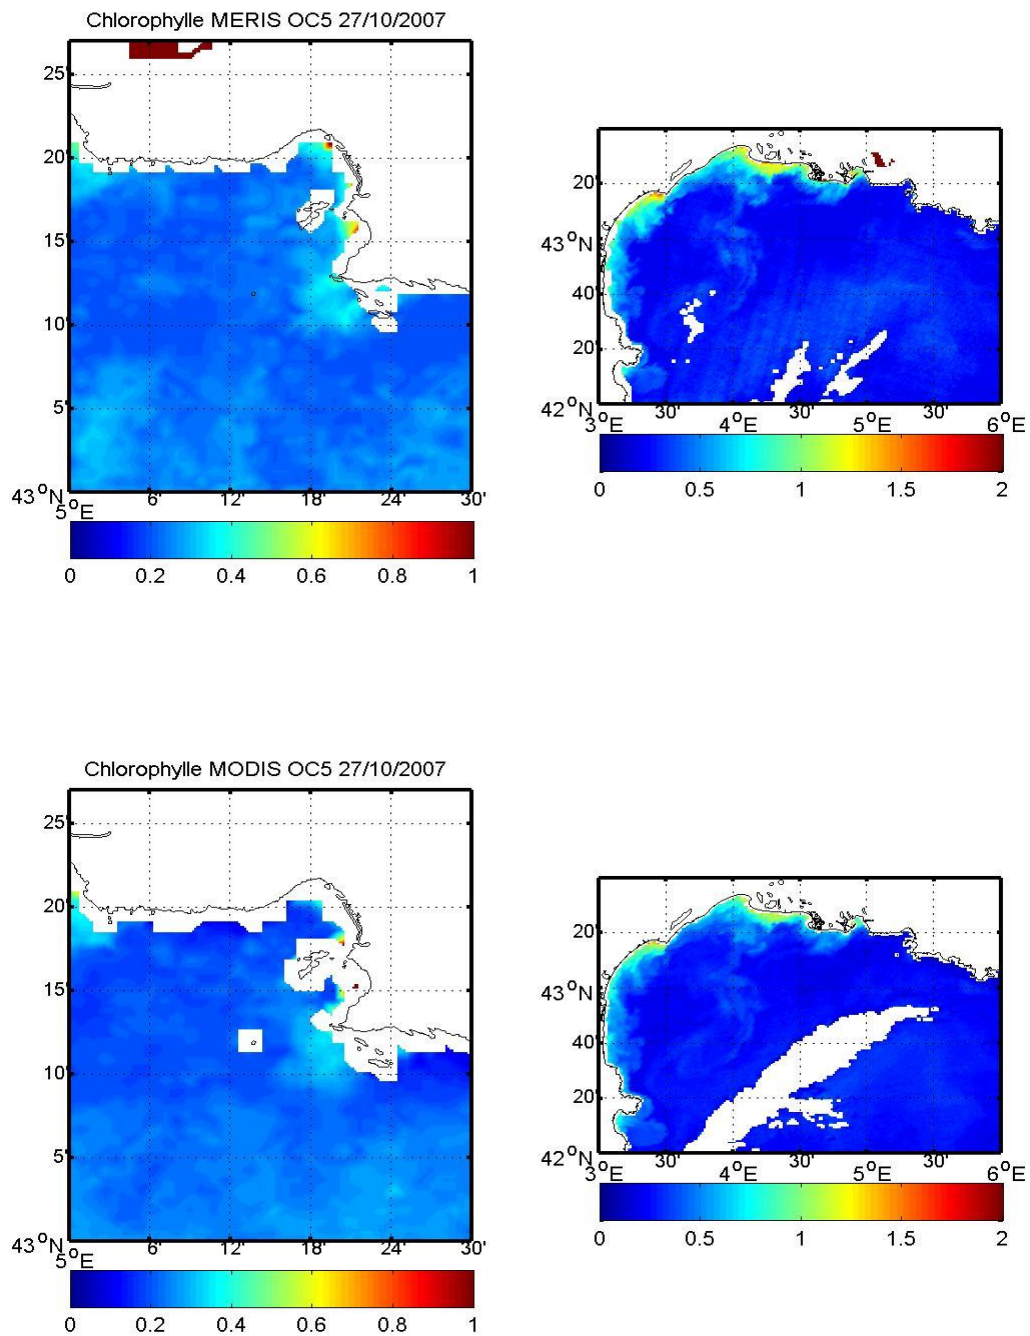 Chlorophylle MERIS OC5 27/10/2007
25'
20'
15'
10'
5'
43°N
5°E
6'
12'
18'
24'
30'
0 0.2 0.4 0.6 0.8 1
20'
43°N
40'
20'
42°N
3°E 30' 4°E 30' 5°E 30' 6°E
0 0.5 1 1.5 2
Chlorophylle MODIS OC5 27/10/2007
25'
20'
15'
10'
5'
43°N
5°E
6'
12'
18'
24'
30'
0 0.2 0.4 0.6 0.8 1
20'
43°N
40'
20'
42°N
3°E 30' 4°E 30' 5°E 30' 6°E
0 0.5 1 1.5 2